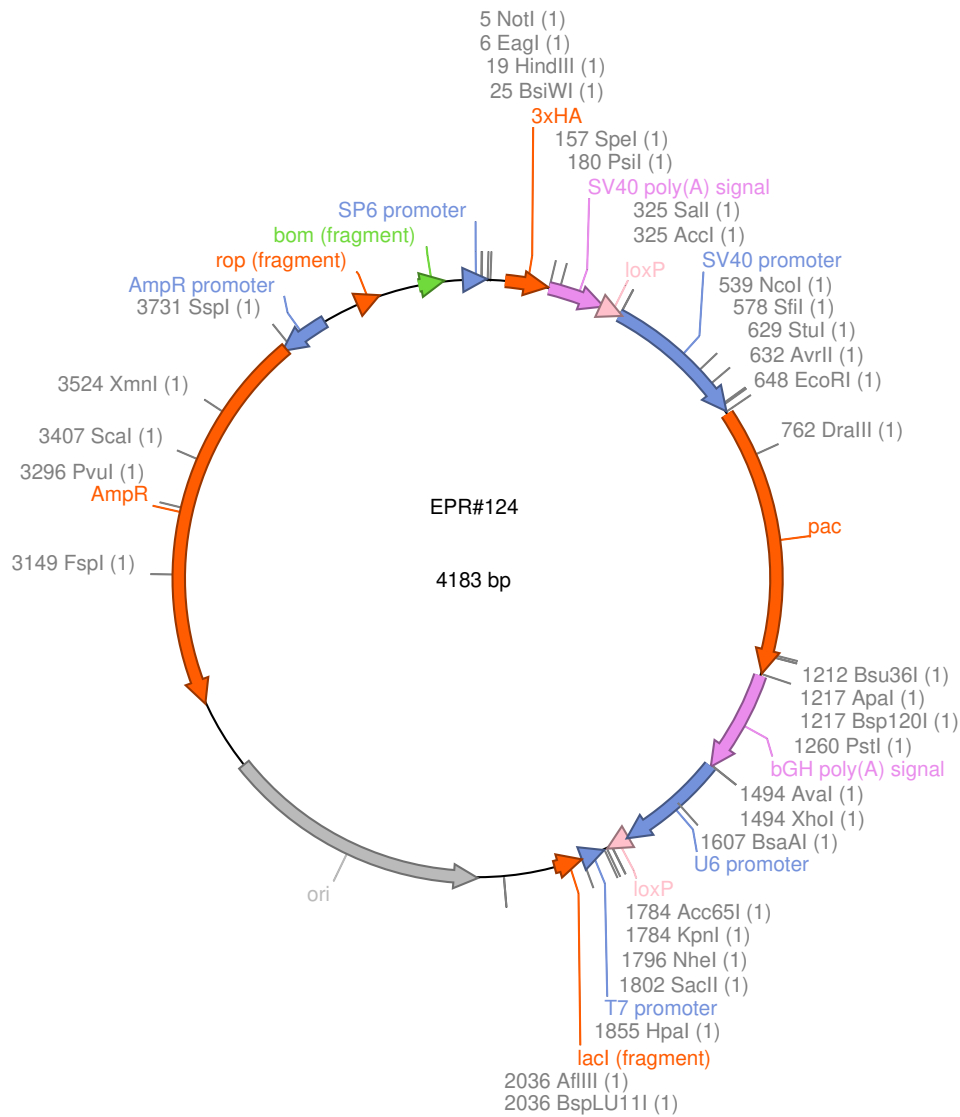 5 NotI (1)
6 EagI (1)
19 HindIII (1)
25 BsiWI (1)
3xHA
157 SpeI (1)
180 PsiI (1)
SV40 poly(A) signal
325 SalI (1)
325 AccI (1)
loxP
SV40 promoter
539 NcoI (1)
578 SfiI (1)
629 StuI (1)
632 AvrII (1)
648 EcoRI (1)
762 DraIII (1)
pac
1212 Bsu36I (1)
1217 ApaI (1)
1217 Bsp120I (1)
1260 PstI (1)
bGH poly(A) signal
1494 AvaI (1)
1494 XhoI (1)
1607 BsaAI (1)
U6 promoter
loxP
1784 Acc65I (1)
1784 KpnI (1)
1796 NheI (1)
1802 SacII (1)
T7 promoter
1855 HpaI (1)
lacI (fragment)
2036 AflIII (1)
2036 BspLU11I (1)
ori
3149 FspI (1)
AmpR
3296 PvuI (1)
3407 ScaI (1)
3524 XmnI (1)
3731 SspI (1)
AmpR promoter
rop (fragment)
bom (fragment)
SP6 promoter
EPR#124
4183 bp